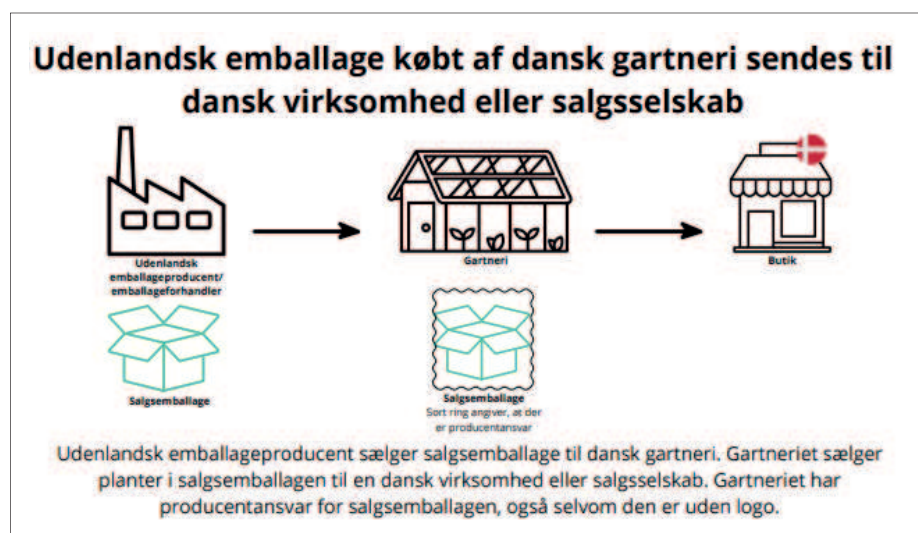 Udenlandsk emballage købt af dansk gartneri sendes til
dansk virksomhed eller salgsselskab
Udenlandsk
emballageproducent/
emballageforhandler
Gartneri
Butik
Salgsemballage
Salgsemballage
Sort ring angiver, at der
er producentansvar
Udenlandsk emballageproducent sælger salgsemballage til dansk gartneri. Gartneriet sælger
planter i salgsemballagen til en dansk virksomhed eller salgsselskab. Gartneriet har
producentansvar for salgsemballagen, også selvom den er uden logo.